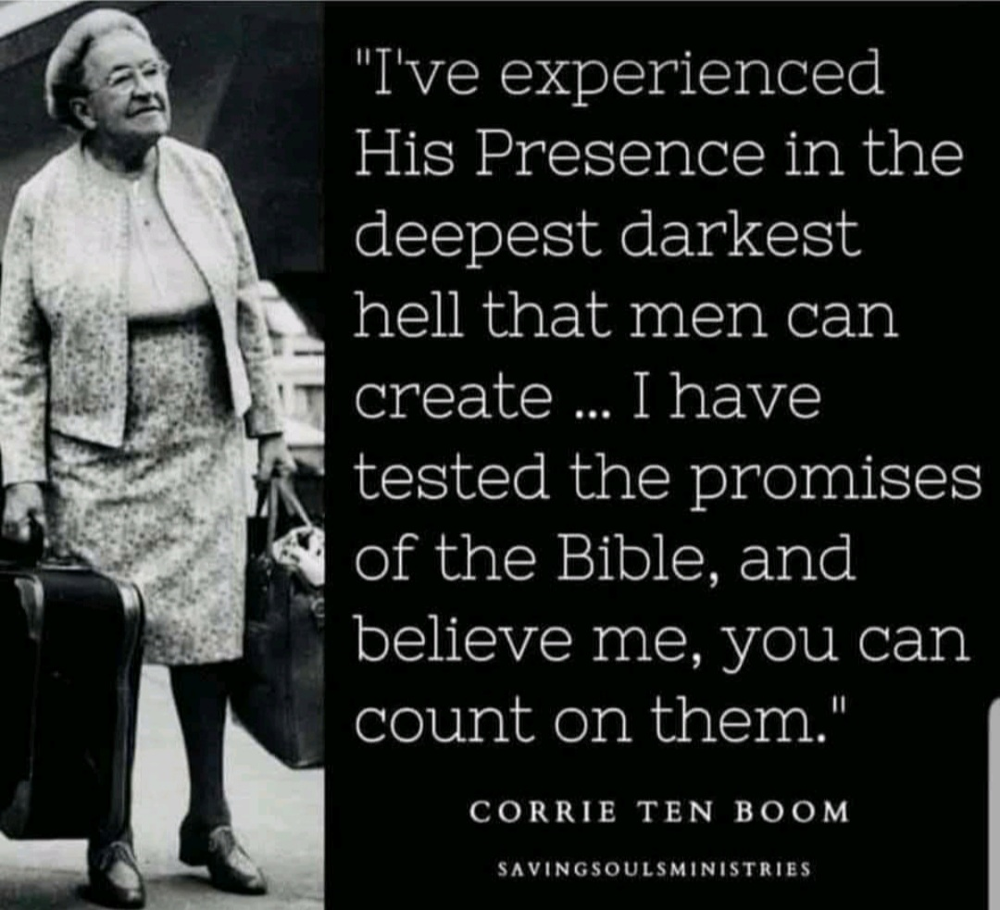 "I've experienced
His Presence in the
deepest darkest
hell that men can
create ... I have
tested the promises
of the Bible, and
believe me, you can
count on them."
CORRIE TEN BOOM
SAVINGSOULSMINISTRIES